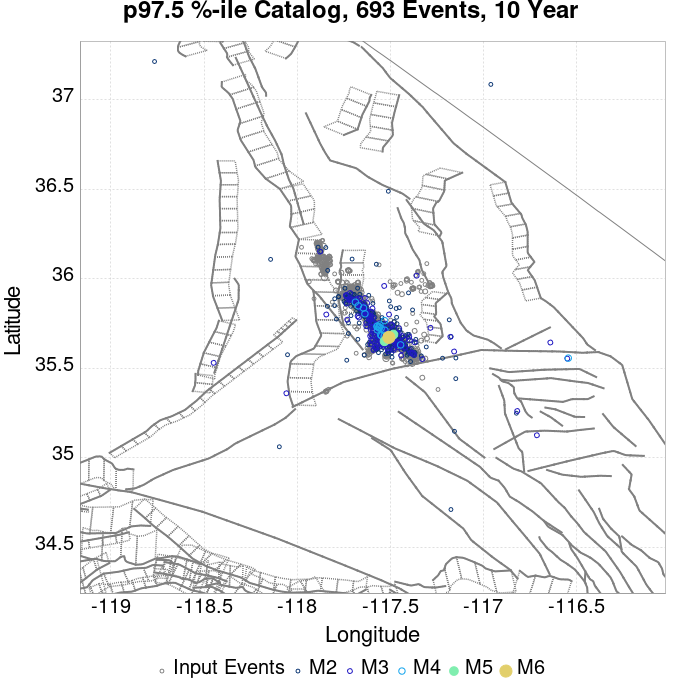 p97.5 %-ile Catalog, 693 Events, 10 Year
37
36.5
36
35.5
35
34.5
Latitude
-119 -118.5 -118 -117.5 -117 -116.5
Longitude
Input Events M2 M3 M4 M5 M6